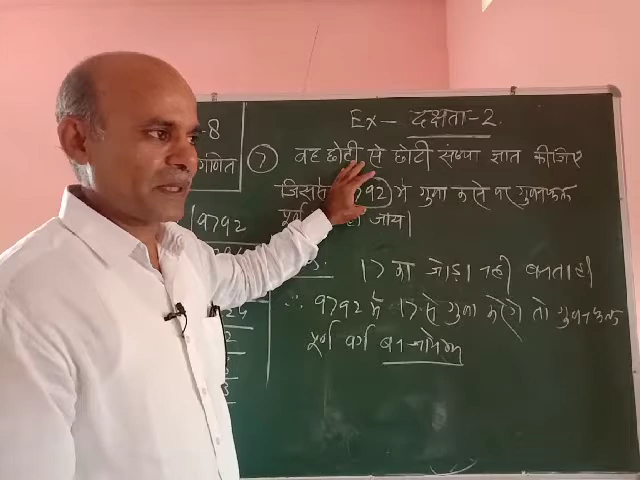 -8
गणित
9792
Ex - दक्षता-2.
7 वह छोटी से छोटी संख्या ज्ञात कीजिए
जिससे 9792 में गुणा करने पर गुणनफल
पूर्ण हो जाय।
17 का जोड़ा नही बनता है।
∴ 9792 में 17 से गुणा करेंगे तो गुणनफल
पूर्ण वर्ग बन जायेगा